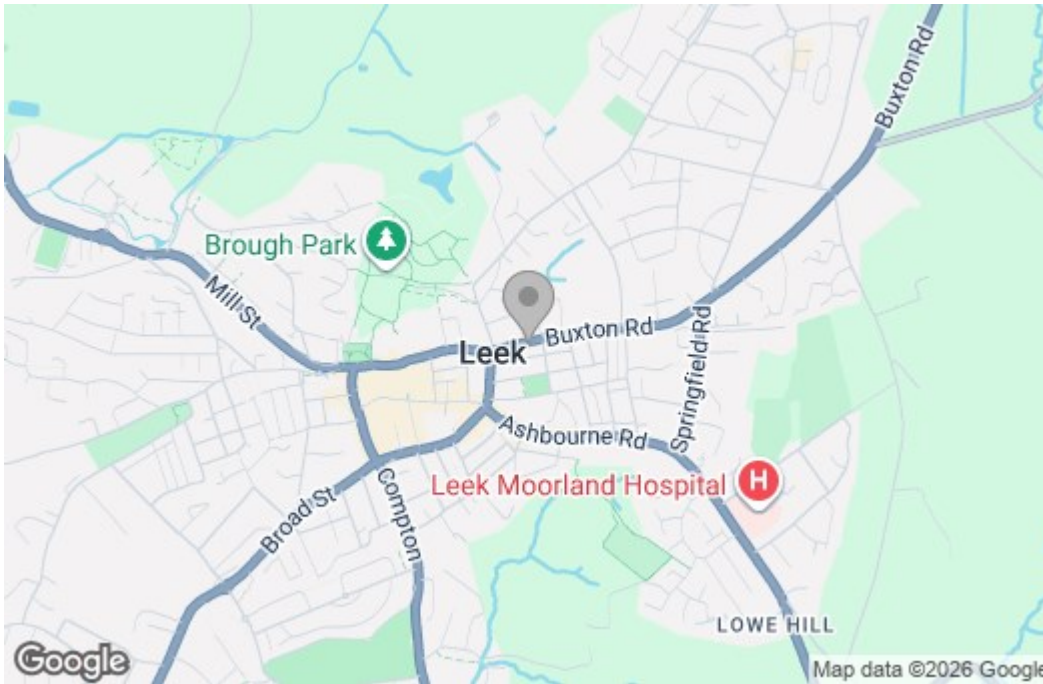 Buxton Rd
Brough Park
Mill St
Buxton Rd
Leek
Springfield Rd
Ashbourne Rd
Leek Moorland Hospital
H
Broad St
Compton
LOWE HILL
Google
Map data ©2026 Google